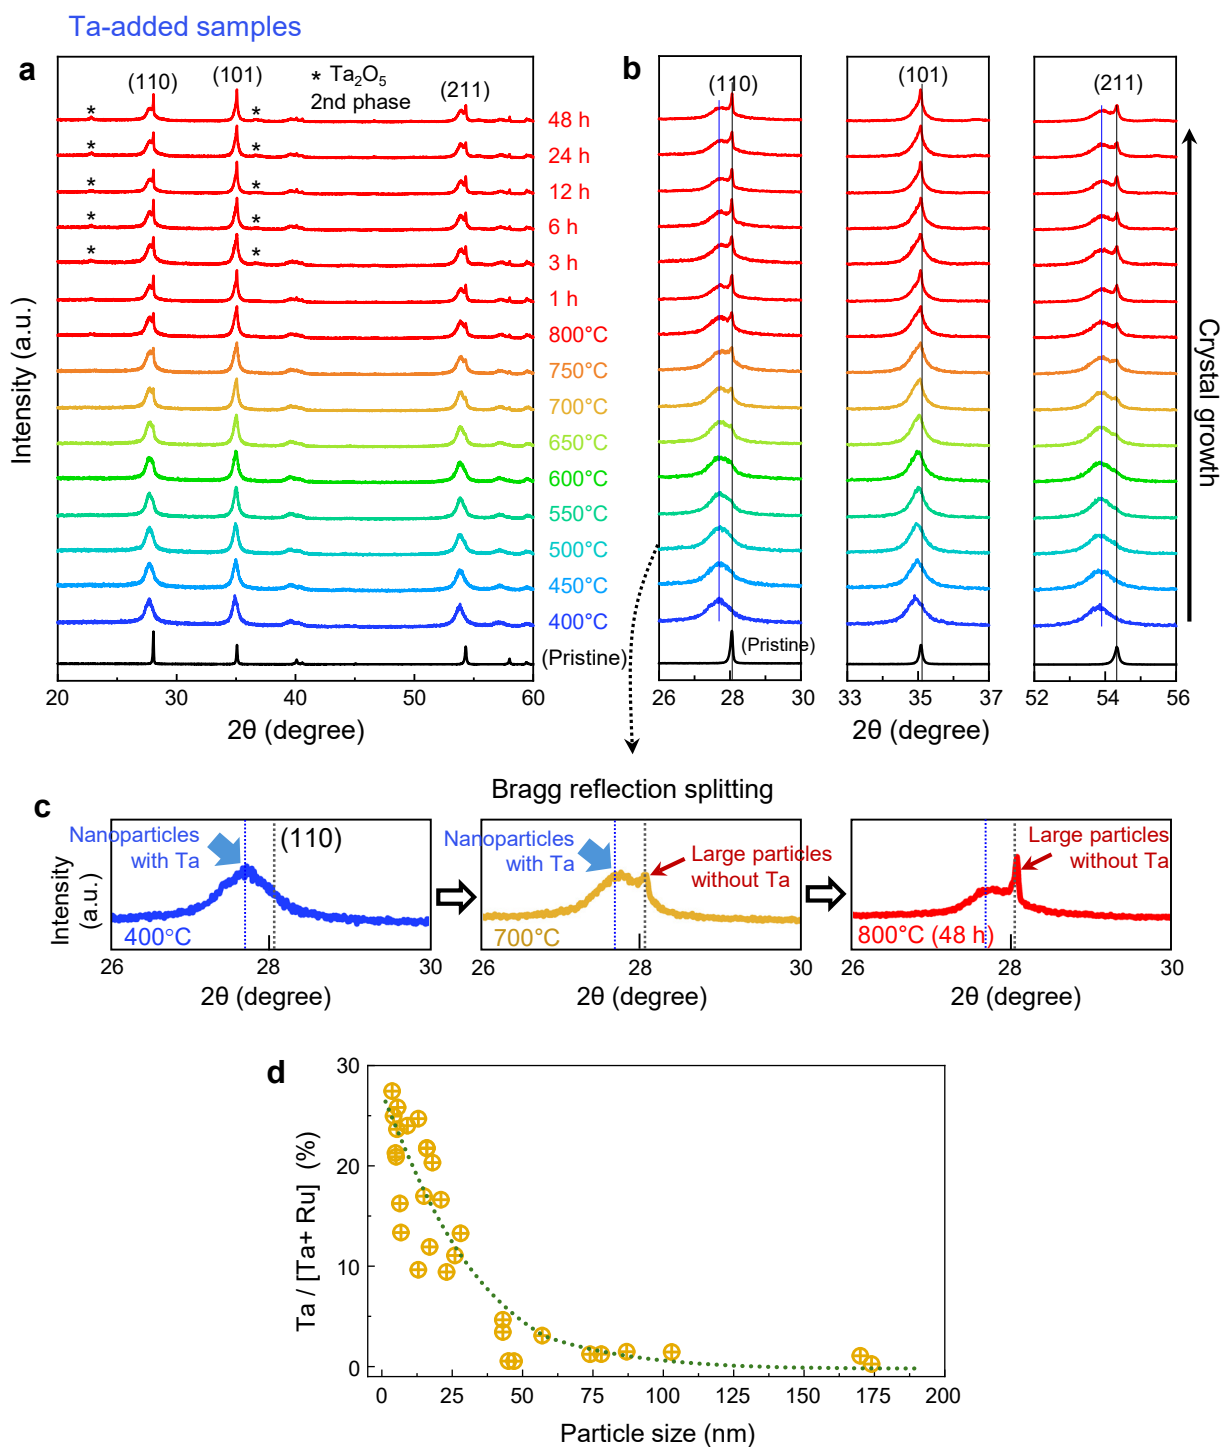 Ta-added samples
a
(110)
(101)
* Ta₂O₅
2nd phase
(211)
*
*
48 h
*
*
24 h
*
*
12 h
*
*
6 h
*
*
3 h
1 h
800°C
750°C
700°C
650°C
600°C
550°C
500°C
450°C
400°C
(Pristine)
Intensity (a.u.)
20
30
40
50
60
2θ (degree)
b
(110)
(101)
(211)
(Pristine)
Crystal growth
26
28
30
33
35
37
52
54
56
2θ (degree)
2θ (degree)
2θ (degree)
Bragg reflection splitting
c
Nanoparticles
with Ta
(110)
400°C
Intensity
(a.u.)
26
28
30
2θ (degree)
Nanoparticles
with Ta
Large particles
without Ta
700°C
26
28
30
2θ (degree)
Large particles
without Ta
800°C (48 h)
26
28
30
2θ (degree)
d
Ta / [Ta+ Ru] (%)
30
20
10
0
0
25
50
75
100
125
150
175
200
Particle size (nm)